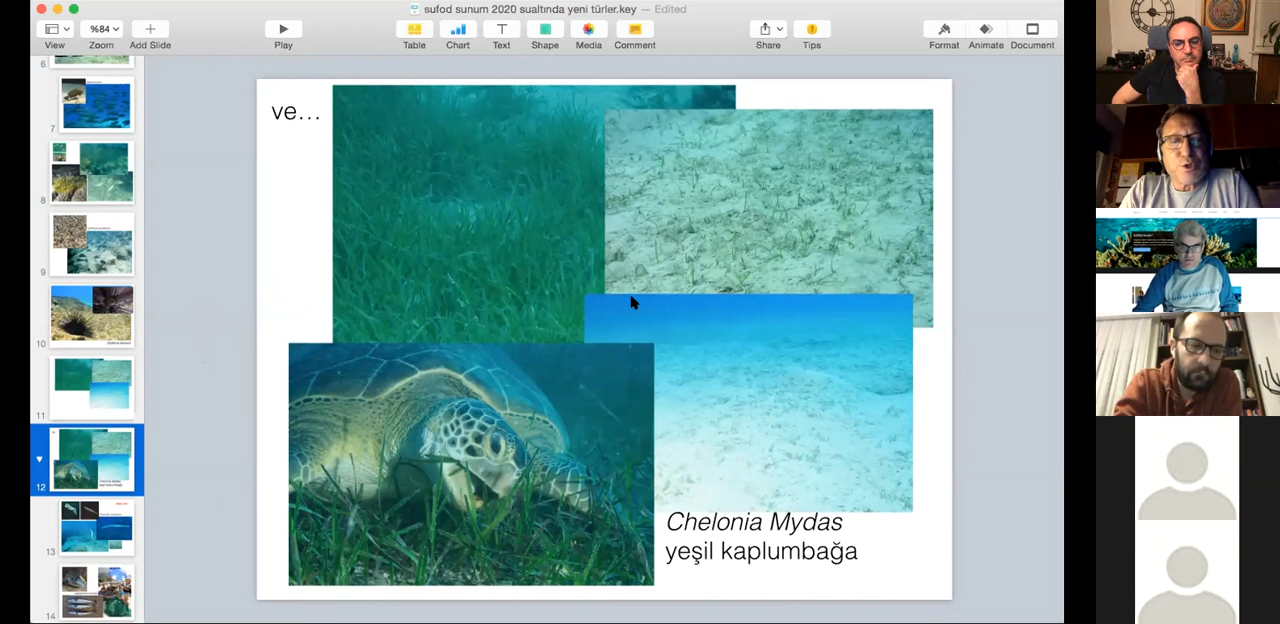 sufod sunum 2020 sualtında yeni türler.key — Edited
%84
View
Zoom
Add Slide
Play
Table
Chart
Text
Shape
Media
Comment
Share
Tips
Format
Animate
Document
6
7
8
9
10
11
12
13
14
ve...
Chelonia Mydas
yeşil kaplumbağa